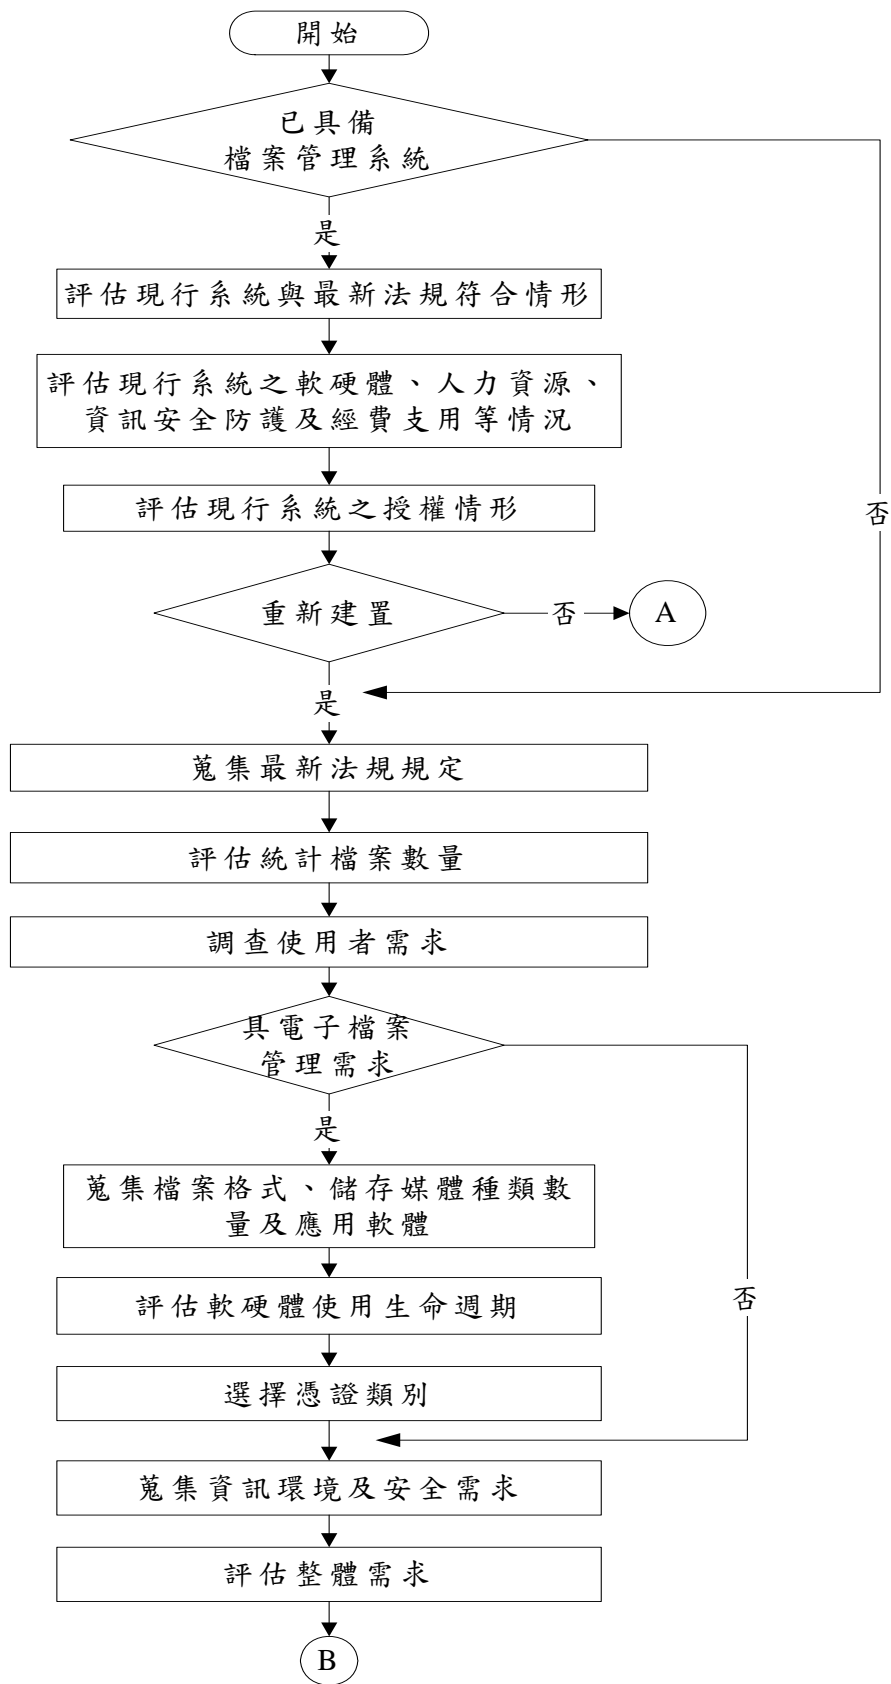 開始
已具備
檔案管理系統
是
評估現行系統與最新法規符合情形
評估現行系統之軟硬體、人力資源、
資訊安全防護及經費支用等情況
評估現行系統之授權情形
否
重新建置
否
A
是
蒐集最新法規規定
評估統計檔案數量
調查使用者需求
具電子檔案
管理需求
是
蒐集檔案格式、儲存媒體種類數
量及應用軟體
評估軟硬體使用生命週期
否
選擇憑證類別
蒐集資訊環境及安全需求
評估整體需求
B